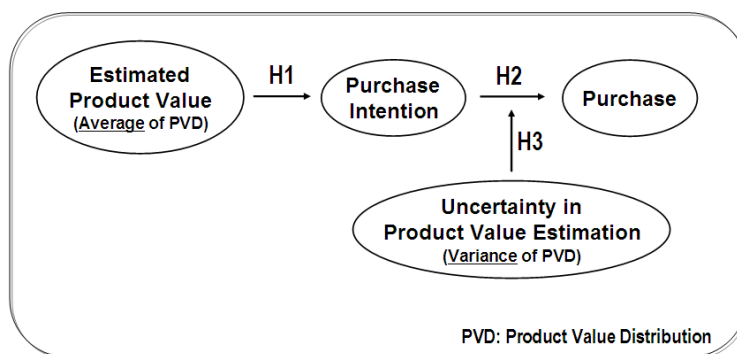 Estimated
Product Value
(Average of PVD)
H1
Purchase
Intention
H2
Purchase
H3
Uncertainty in
Product Value Estimation
(Variance of PVD)
PVD: Product Value Distribution